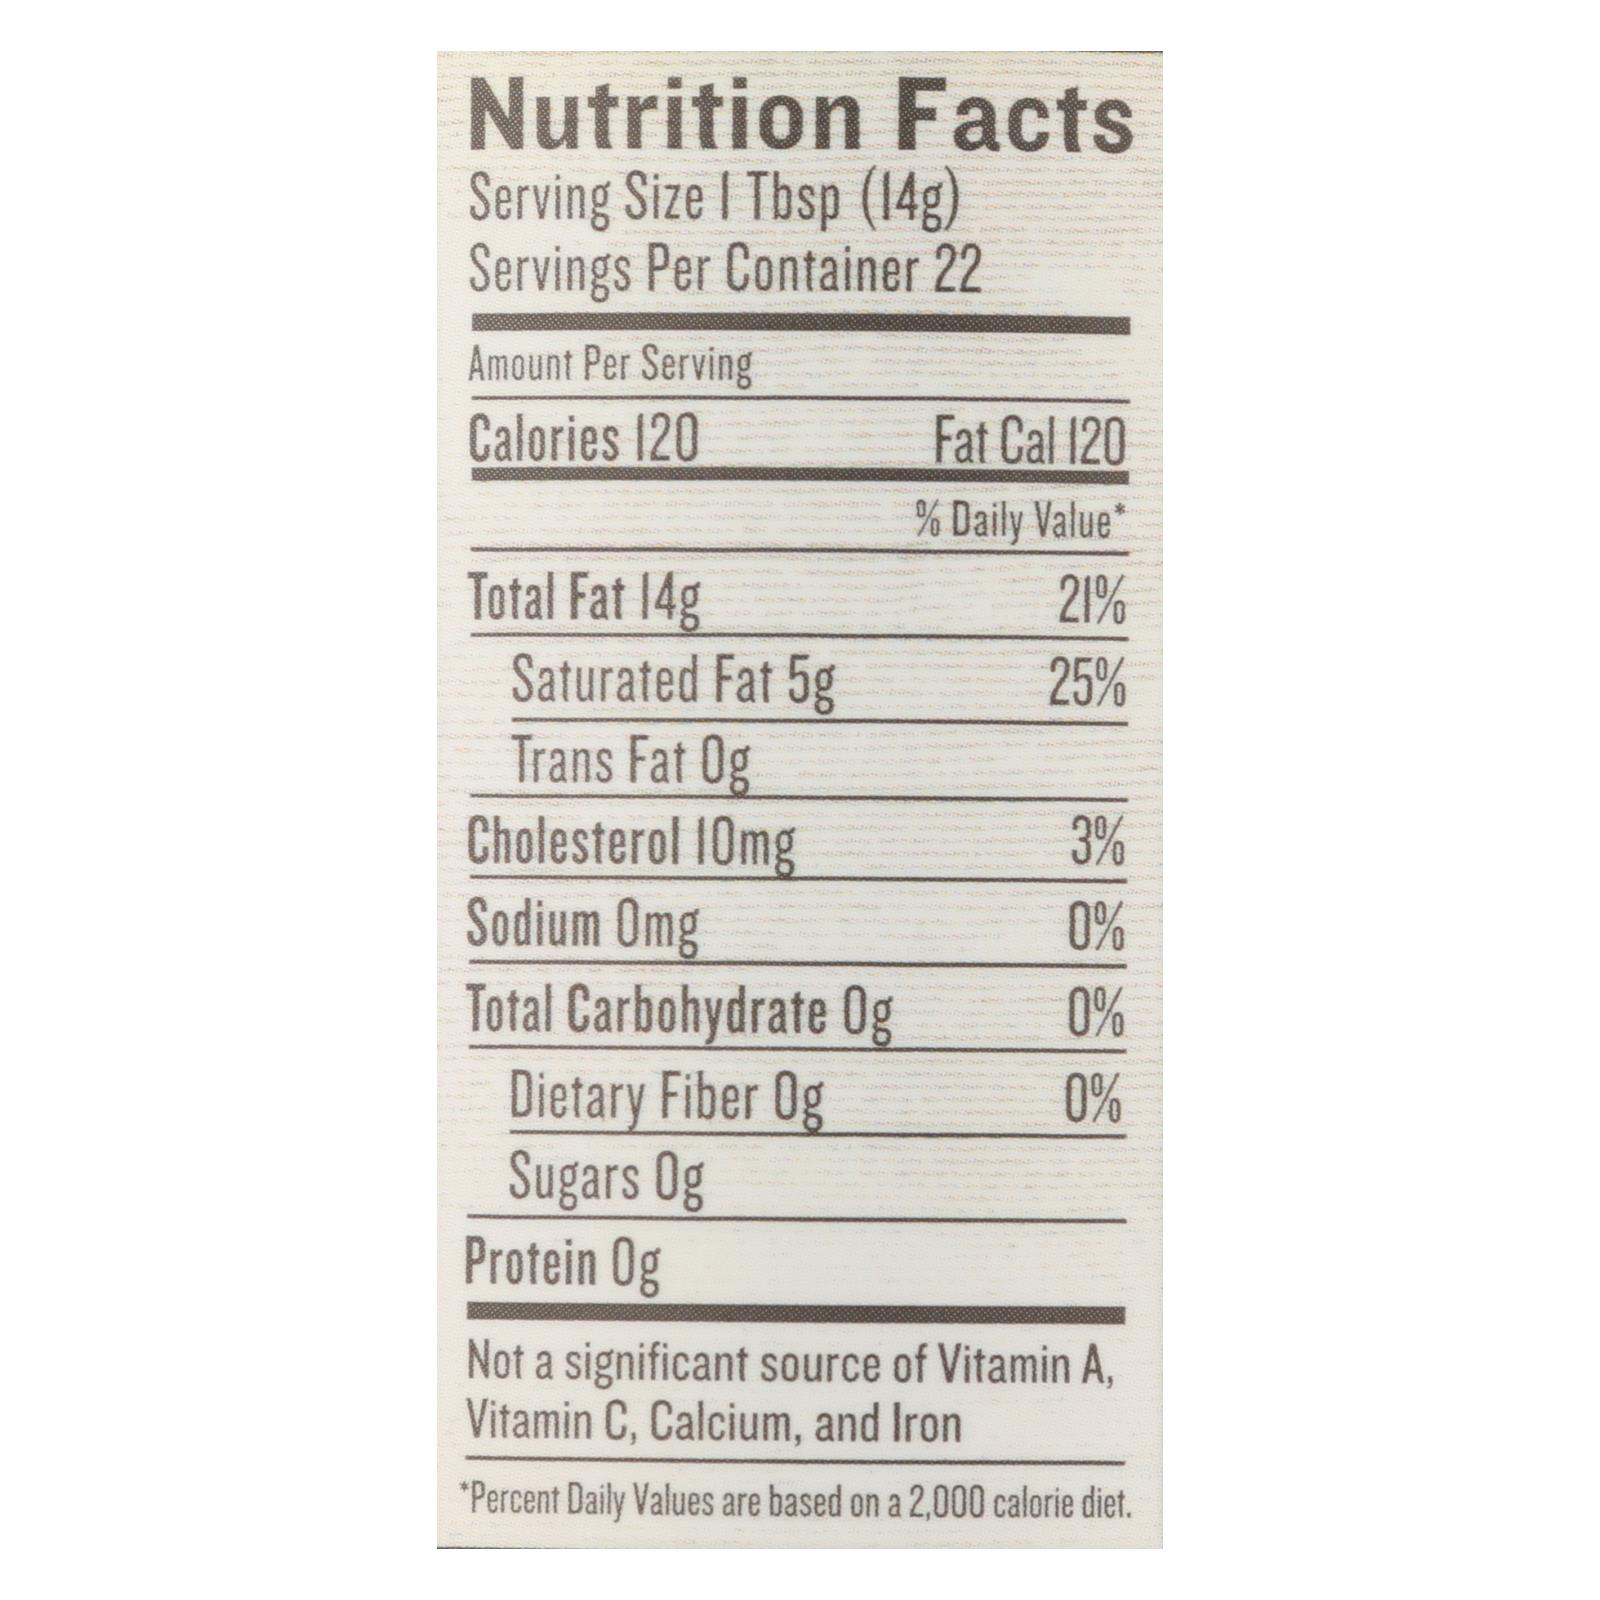 Nutrition Facts
Serving Size 1 Tbsp (14g)
Servings Per Container 22
Amount Per Serving
Calories 120 Fat Cal 120
% Daily Value*
Total Fat 14g 21%
Saturated Fat 5g 25%
Trans Fat 0g
Cholesterol 10mg 3%
Sodium 0mg 0%
Total Carbohydrate 0g 0%
Dietary Fiber 0g 0%
Sugars 0g
Protein 0g
Not a significant source of Vitamin A,
Vitamin C, Calcium, and Iron
*Percent Daily Values are based on a 2,000 calorie diet.